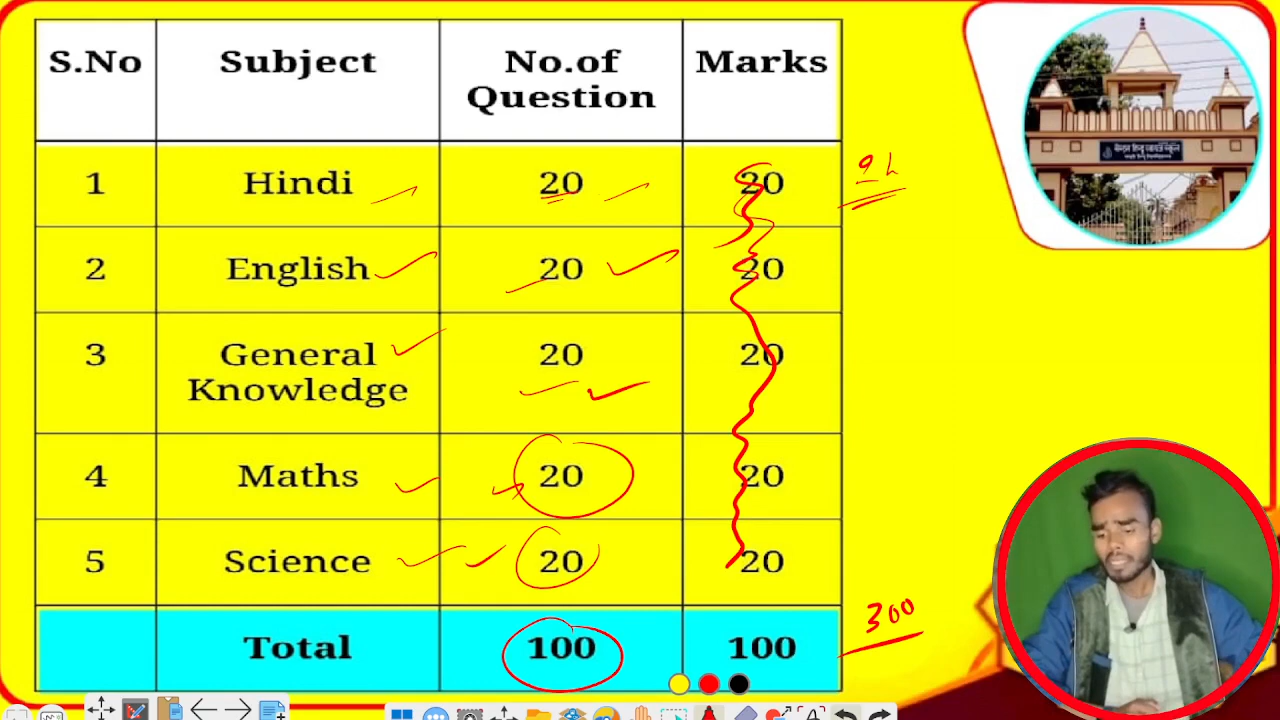 S.No Subject No.of Question Marks
1 Hindi 20 20
2 English 20 20
3 General Knowledge 20 20
4 Maths 20 20
5 Science 20 20
Total 100 100
300